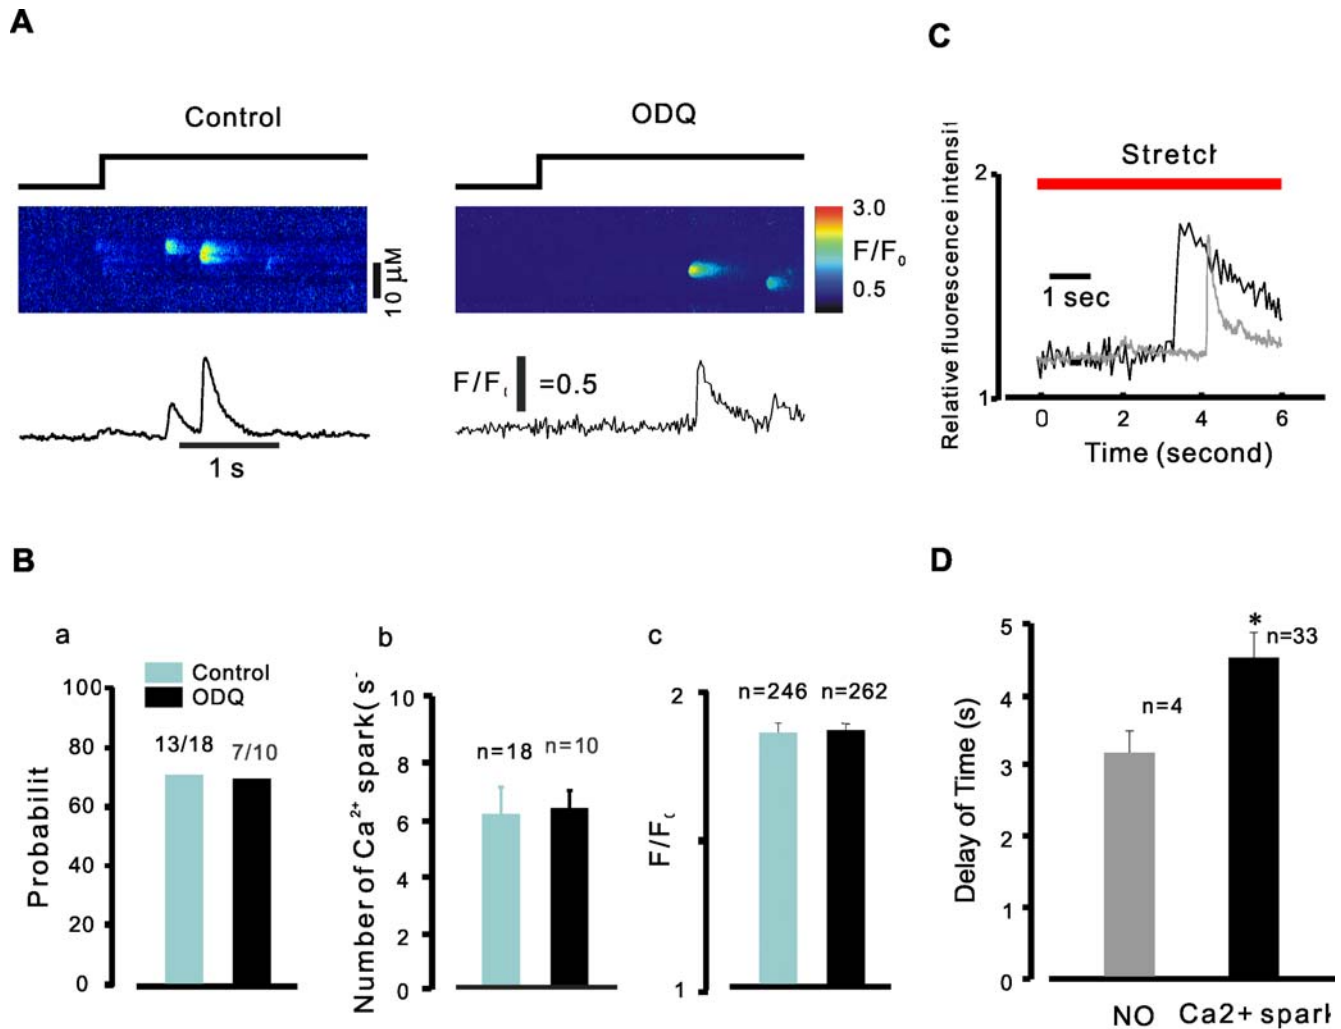 A
C
Control
ODQ
3.0
F/F0
0.5
10 µM
F/F
=0.5
1 s
Relative fluorescence intensit
Stretch
2
1
1 sec
0 2 4 6
Time (second)
B
D
a
Control
ODQ
100
80
60
40
20
0
Probabilit
13/18
7/10
b
Number of Ca2+ spark( s-
10
8
6
4
2
0
n=18
n=10
c
F/F
2
1
n=246
n=262
Delay of Time (s)
5
4
3
2
1
0
n=4
*
n=33
NO
Ca2+ spark